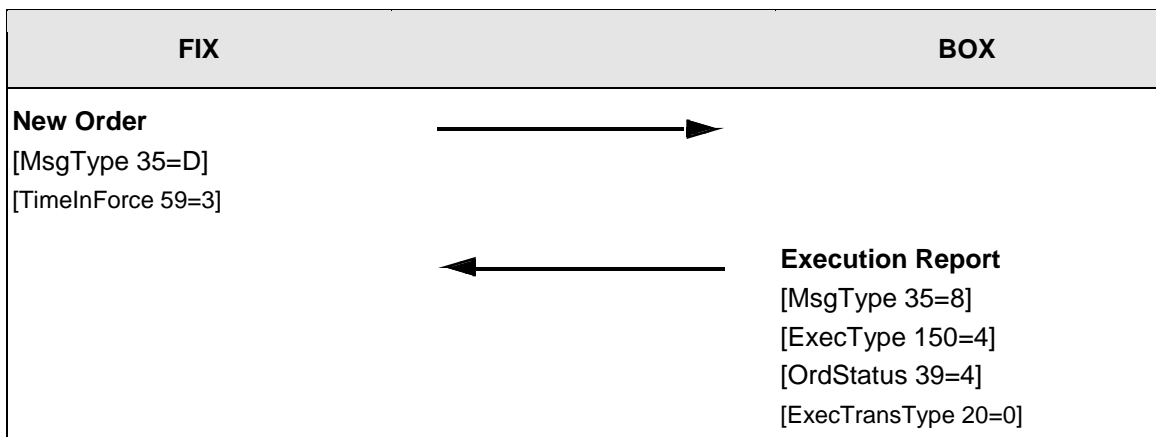 FIX BOX
New Order
[MsgType 35=D]
[TimeInForce 59=3]
Execution Report
[MsgType 35=8]
[ExecType 150=4]
[OrdStatus 39=4]
[ExecTransType 20=0]